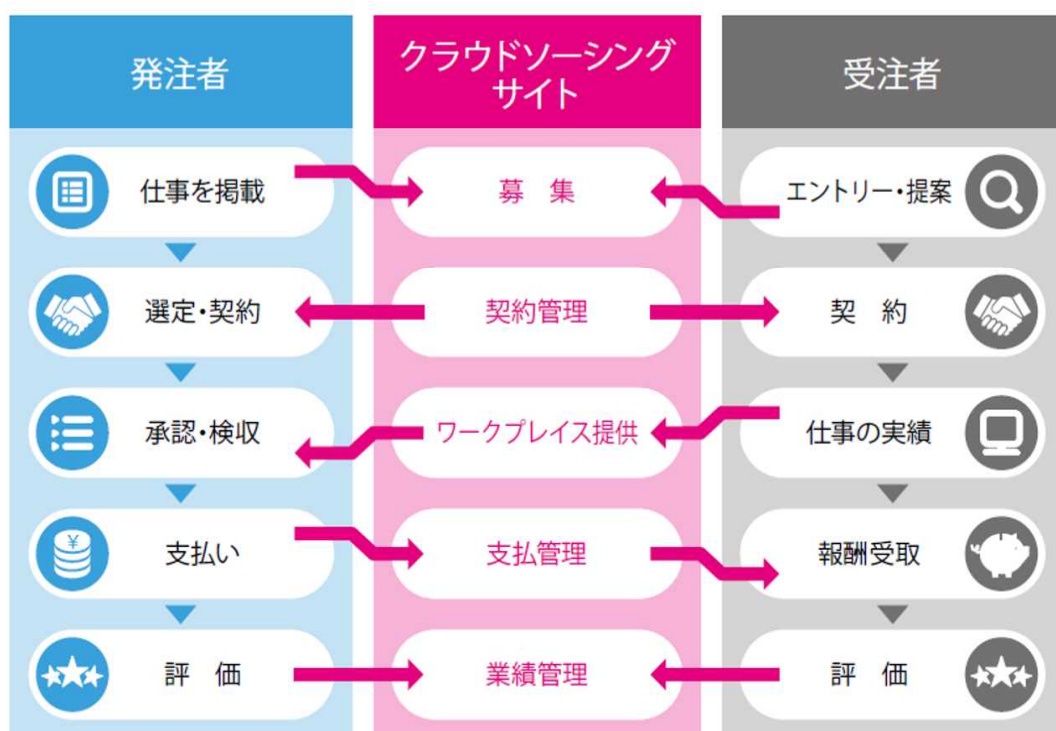 発注者
クラウドソーシング
サイト
受注者
仕事を掲載
募 集
エントリー・提案
選定・契約
契約管理
契 約
承認・検収
ワークプレイス提供
仕事の実績
¥
支払い
支払管理
報酬受取
評 価
業績管理
評 価